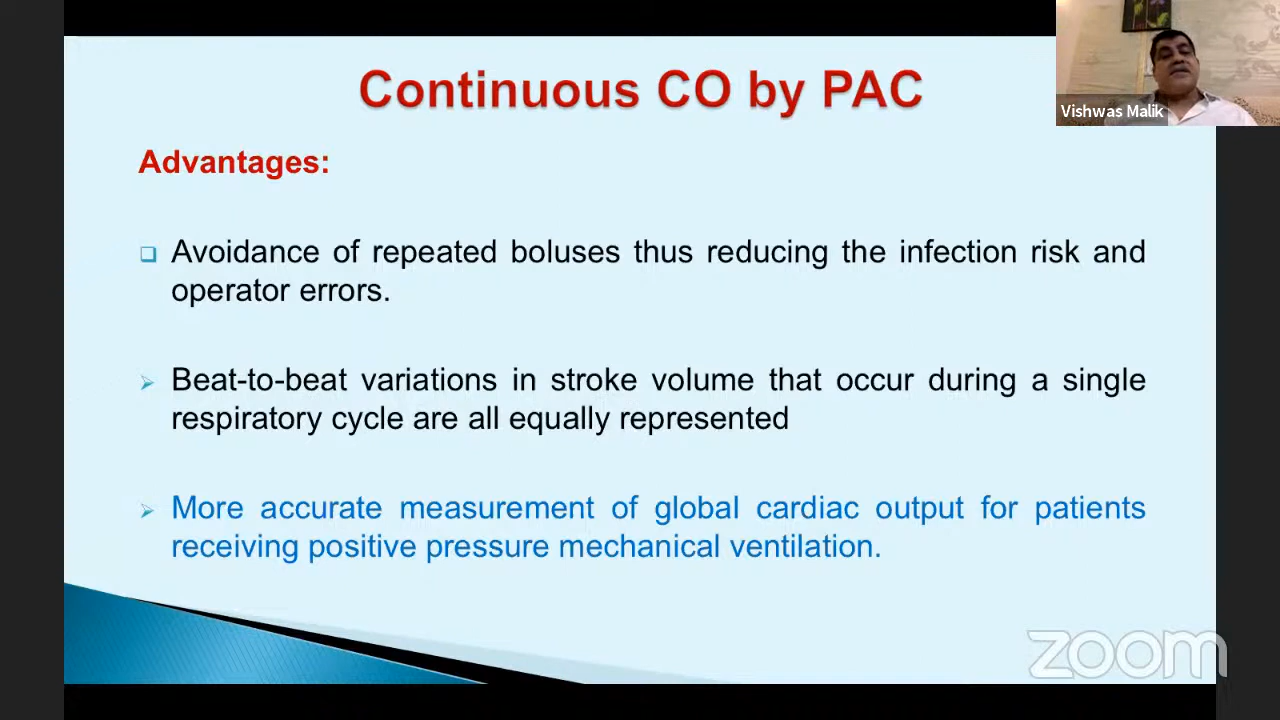 Continuous CO by PAC
Vishwas Malik
Advantages:
Avoidance of repeated boluses thus reducing the infection risk and
operator errors.
Beat-to-beat variations in stroke volume that occur during a single
respiratory cycle are all equally represented
More accurate measurement of global cardiac output for patients
receiving positive pressure mechanical ventilation.
zoom